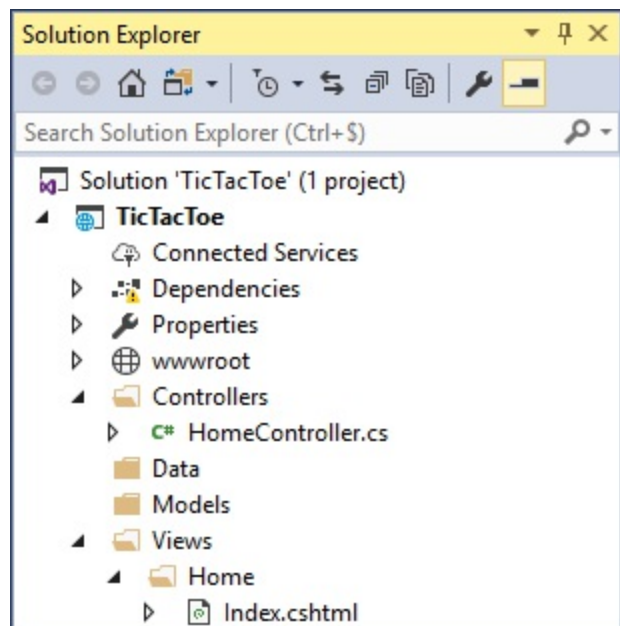 Solution Explorer
Search Solution Explorer (Ctrl+$)
Solution 'TicTacToe' (1 project)
TicTacToe
Connected Services
Dependencies
Properties
wwwroot
Controllers
C# HomeController.cs
Data
Models
Views
Home
Index.cshtml